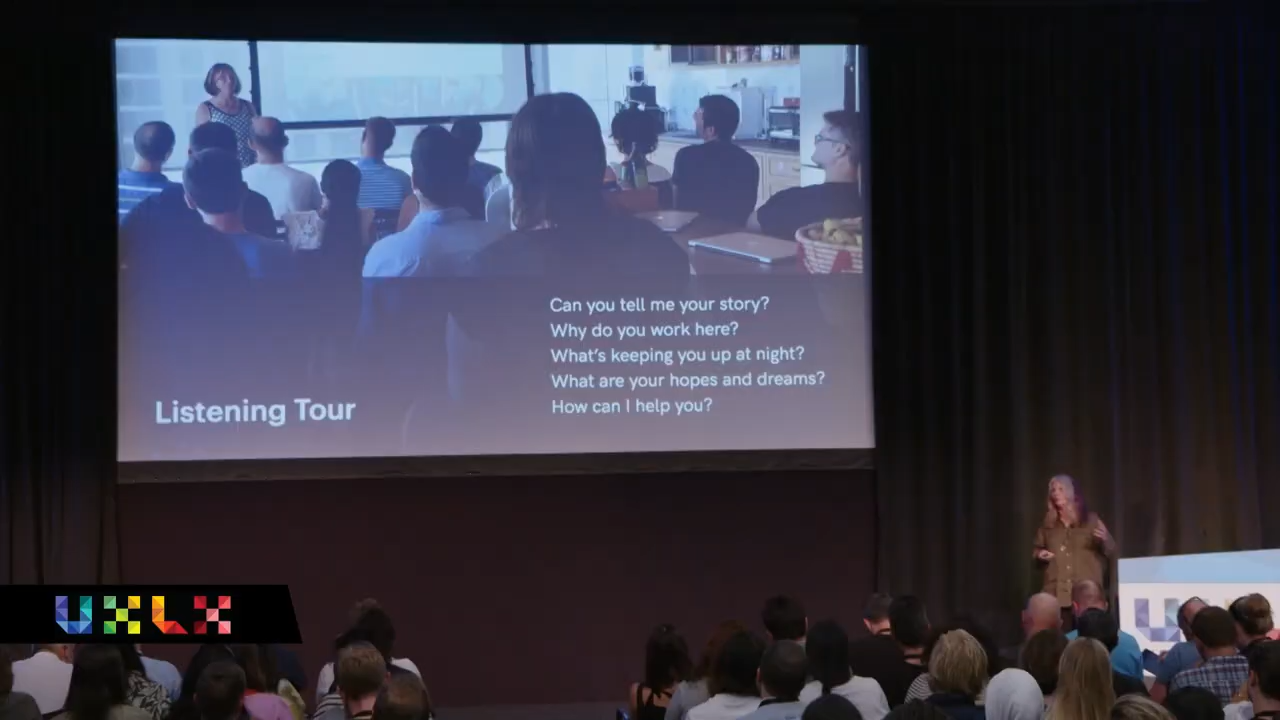 Can you tell me your story?
Why do you work here?
What's keeping you up at night?
What are your hopes and dreams?
How can I help you?
Listening Tour
UXLX